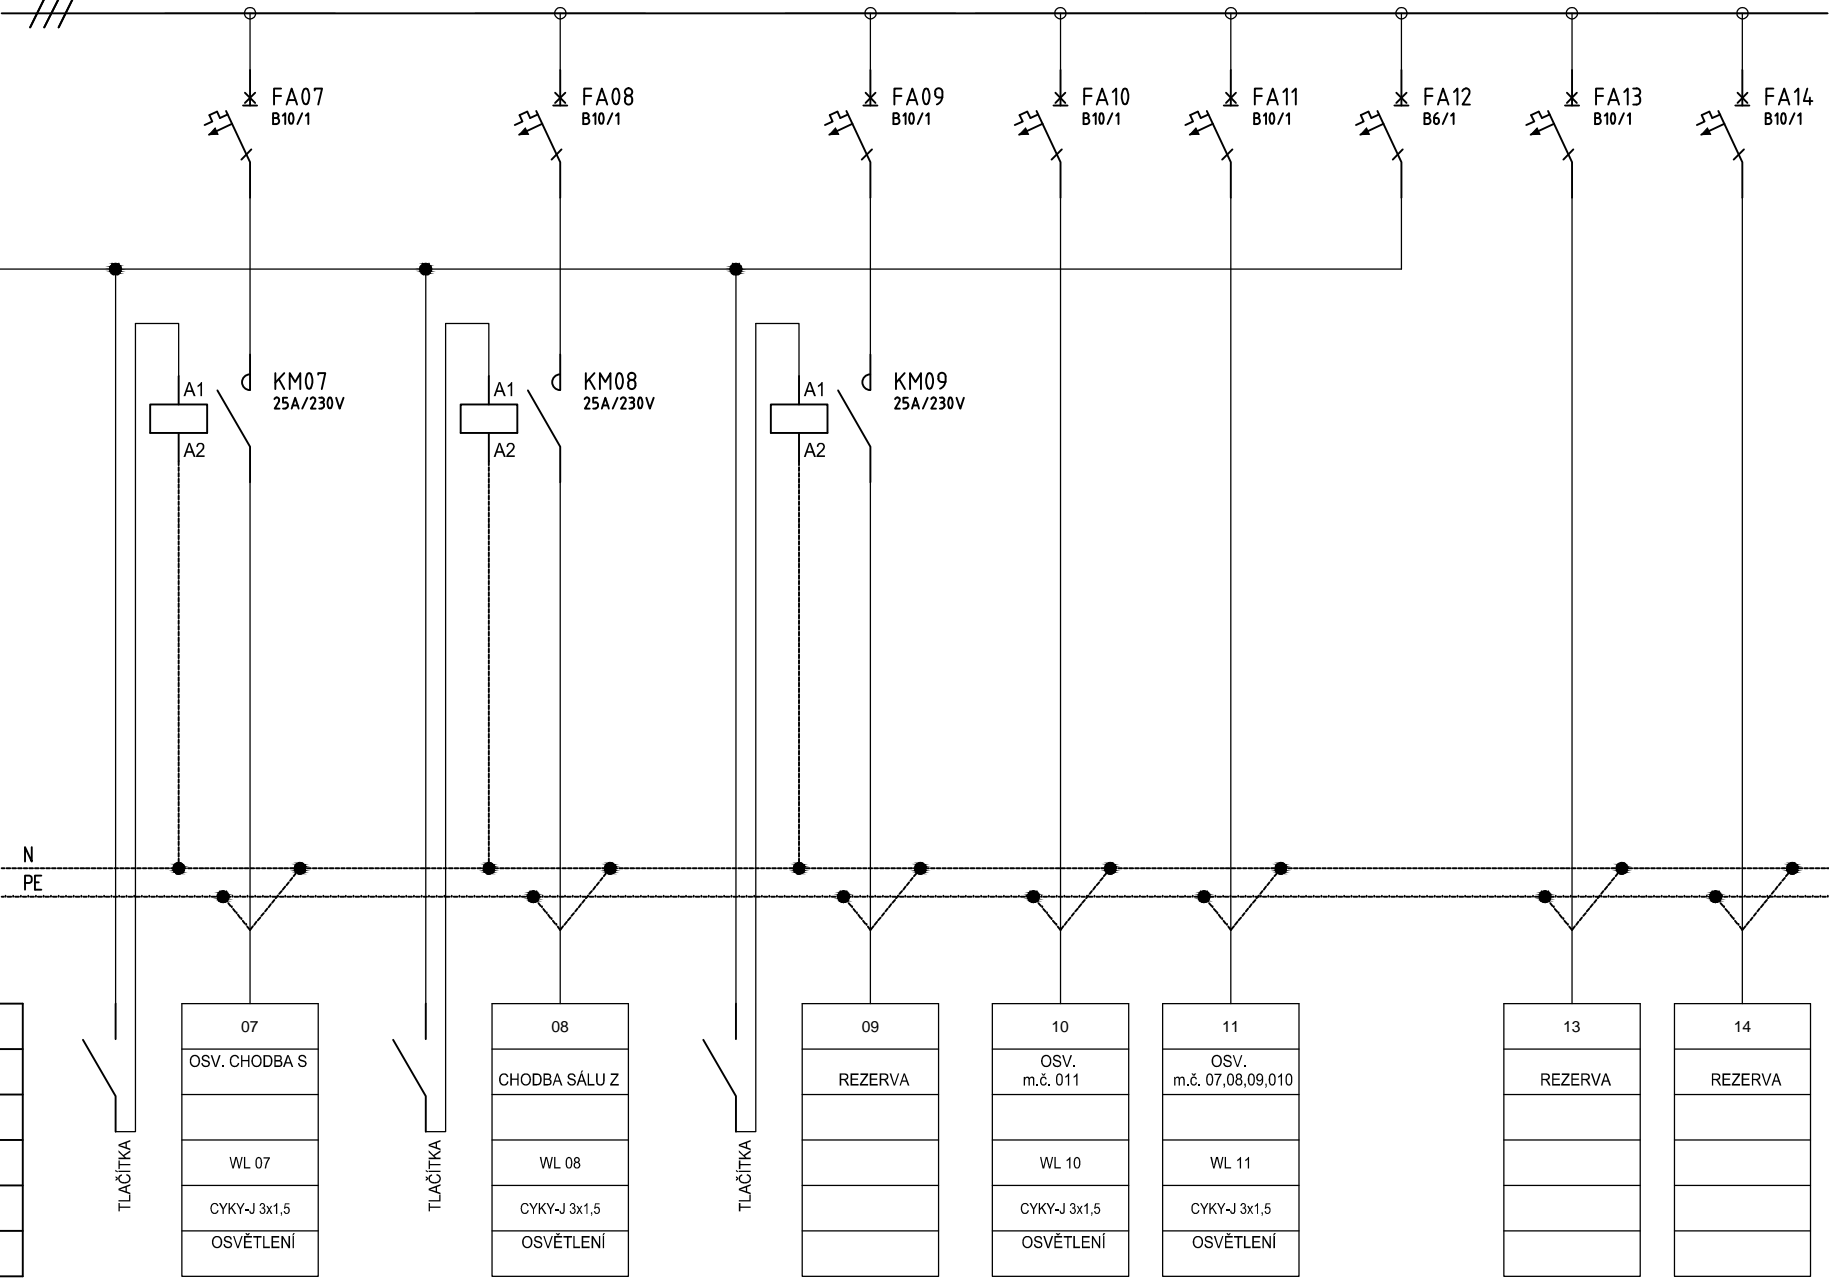 FA07
B10/1
FA08
B10/1
FA09
B10/1
FA10
B10/1
FA11
B10/1
FA12
B6/1
FA13
B10/1
FA14
B10/1
A1
KM07
25A/230V
A2
A1
KM08
25A/230V
A2
A1
KM09
25A/230V
A2
N
PE
TLAČÍTKA
07
OSV. CHODBA S
WL 07
CYKY-J 3x1,5
OSVĚTLENÍ
TLAČÍTKA
08
CHODBA SÁLU Z
WL 08
CYKY-J 3x1,5
OSVĚTLENÍ
TLAČÍTKA
09
REZERVA
10
OSV.
m.č. 011
WL 10
CYKY-J 3x1,5
OSVĚTLENÍ
11
OSV.
m.č. 07,08,09,010
WL 11
CYKY-J 3x1,5
OSVĚTLENÍ
13
REZERVA
14
REZERVA